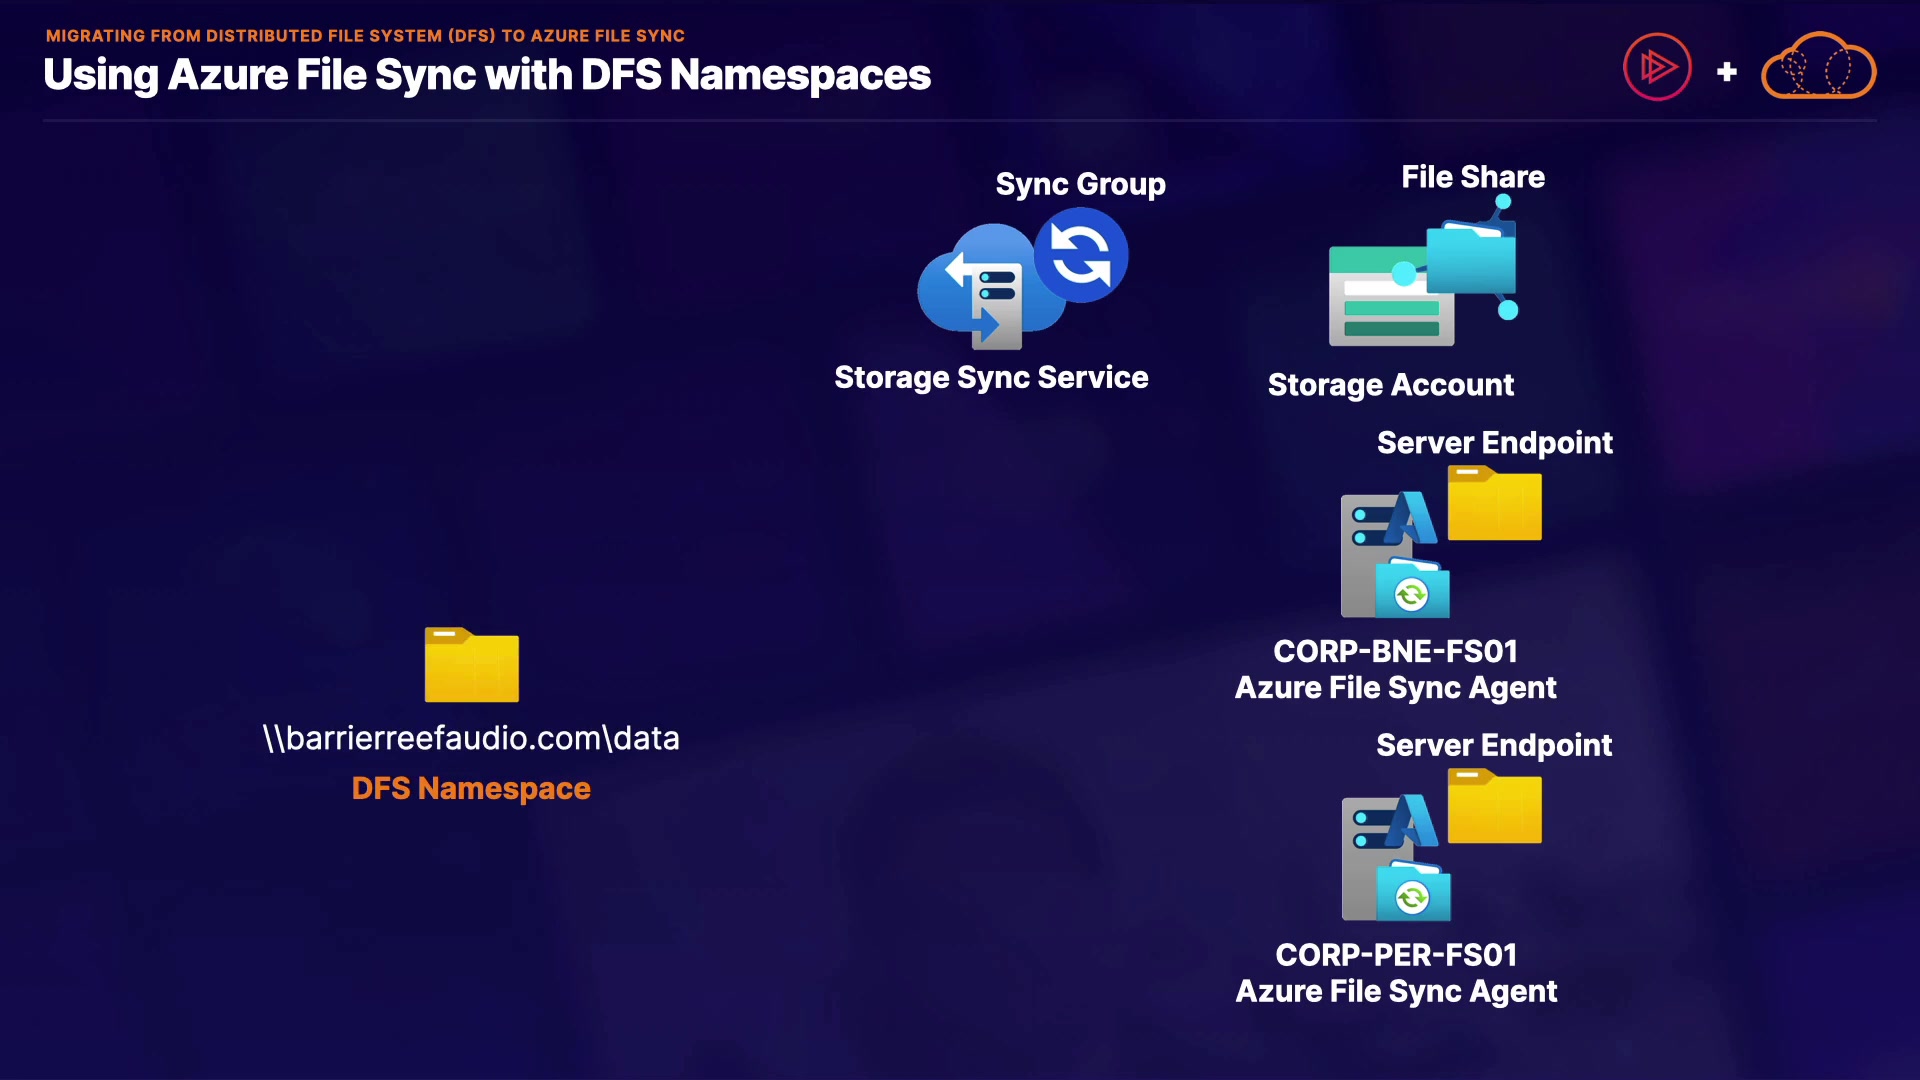 MIGRATING FROM DISTRIBUTED FILE SYSTEM (DFS) TO AZURE FILE SYNC
Using Azure File Sync with DFS Namespaces
Sync Group
File Share
Storage Sync Service
Storage Account
Server Endpoint
CORP-BNE-FS01
Azure File Sync Agent
\\barrierreefaudio.com\data
DFS Namespace
Server Endpoint
CORP-PER-FS01
Azure File Sync Agent